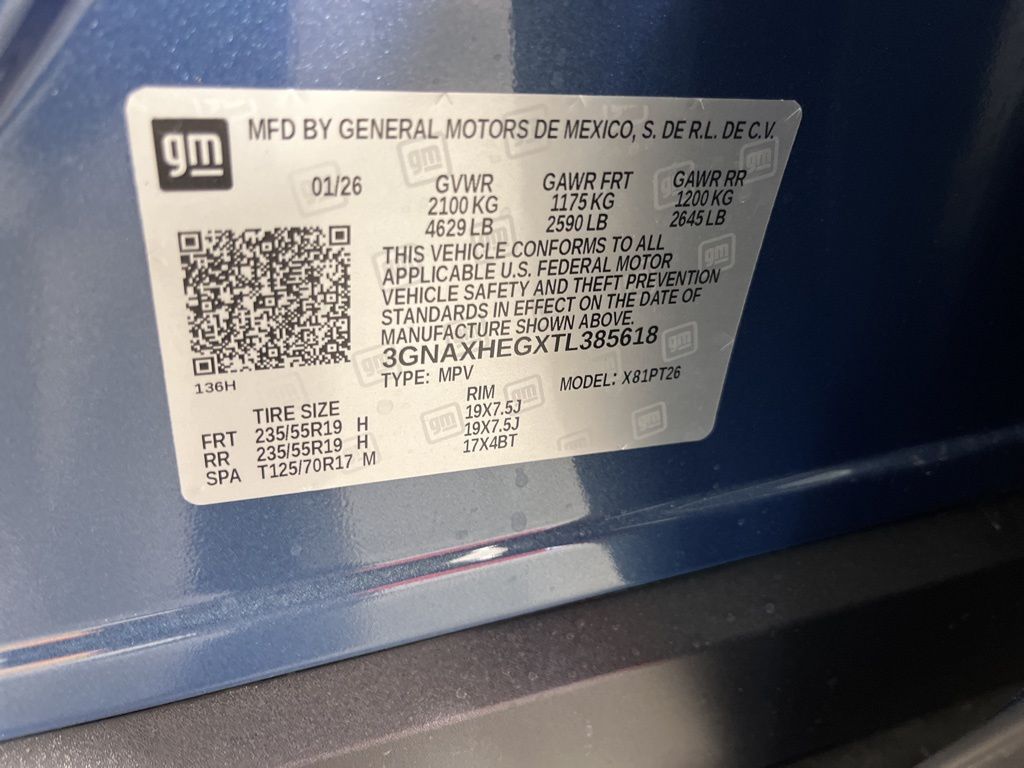 gm MFD BY GENERAL MOTORS DE MEXICO, S. DE R.L. DE C.V.
01/26 GVWR GAWR FRT GAWR RR
2100 KG 1175 KG 1200 KG
4629 LB 2590 LB 2645 LB
THIS VEHICLE CONFORMS TO ALL
APPLICABLE U.S. FEDERAL MOTOR
VEHICLE SAFETY AND THEFT PREVENTION
STANDARDS IN EFFECT ON THE DATE OF
MANUFACTURE SHOWN ABOVE.
3GNAXHEGXTL385618
136H TYPE: MPV MODEL: X81PT26
TIRE SIZE RIM
FRT 235/55R19 H 19X7.5J
RR 235/55R19 H 19X7.5J
SPA T125/70R17 M 17X4BT